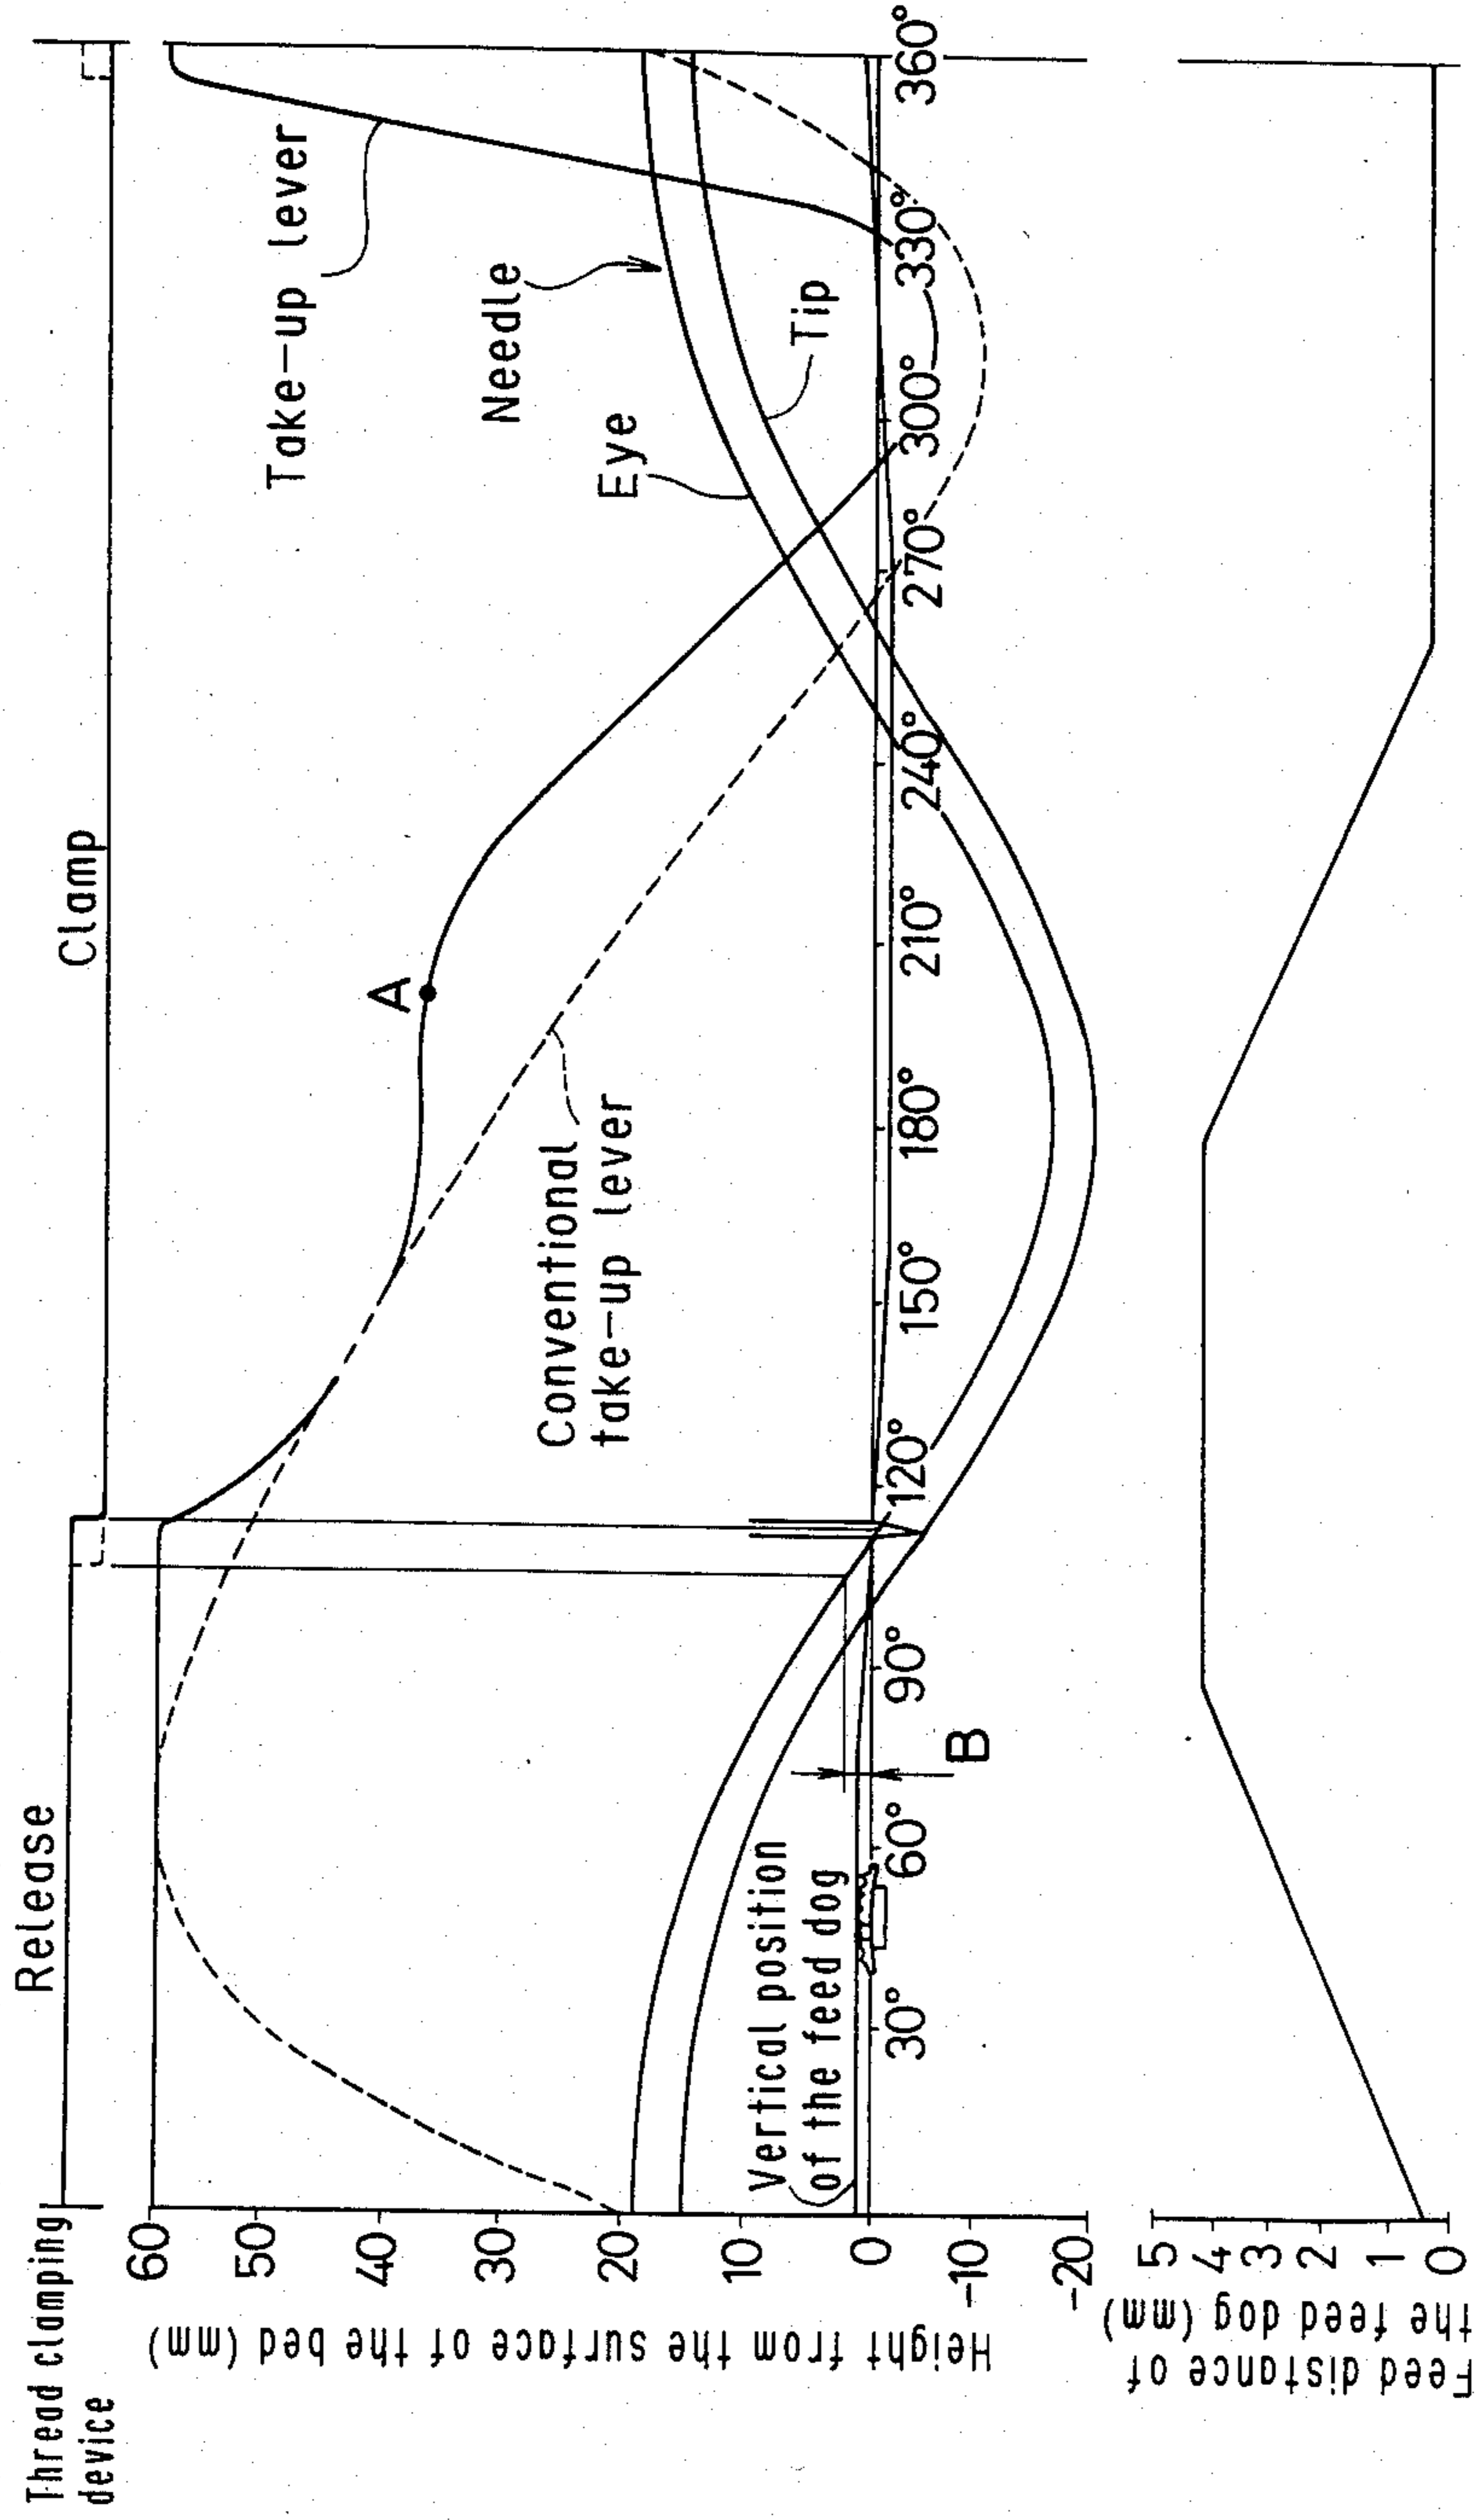 Thread clamping
device
Release
Clamp
Height from the surface of the bed (mm)
60
50
40
30
20
10
0
-10
-20
Take-up lever
Needle
Eye
Tip
A
Conventional
take-up lever
Vertical position
of the feed dog
B
30°
60°
90°
120°
150°
180°
210°
240°
270°
300°
330°
360°
Feed distance of
the feed dog (mm)
5
4
3
2
1
0